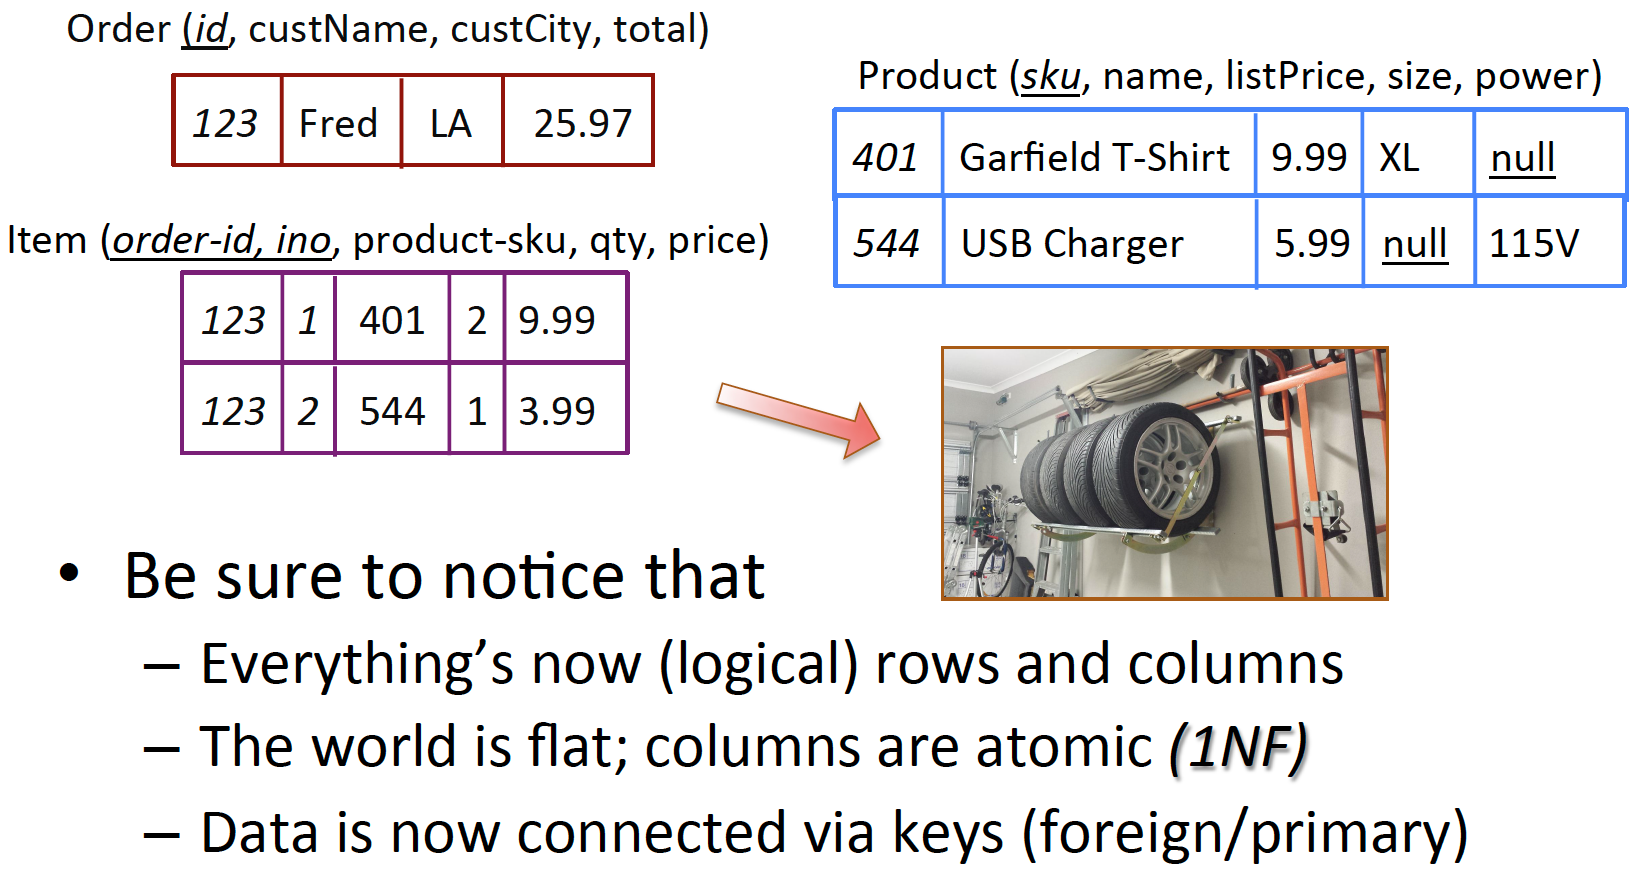 Order (id, custName, custCity, total)
123 Fred LA 25.97
Product (sku, name, listPrice, size, power)
401 Garfield T-Shirt 9.99 XL null
544 USB Charger 5.99 null 115V
Item (order-id, ino, product-sku, qty, price)
123 1 401 2 9.99
123 2 544 1 3.99
• Be sure to notice that
– Everything’s now (logical) rows and columns
– The world is flat; columns are atomic (1NF)
– Data is now connected via keys (foreign/primary)